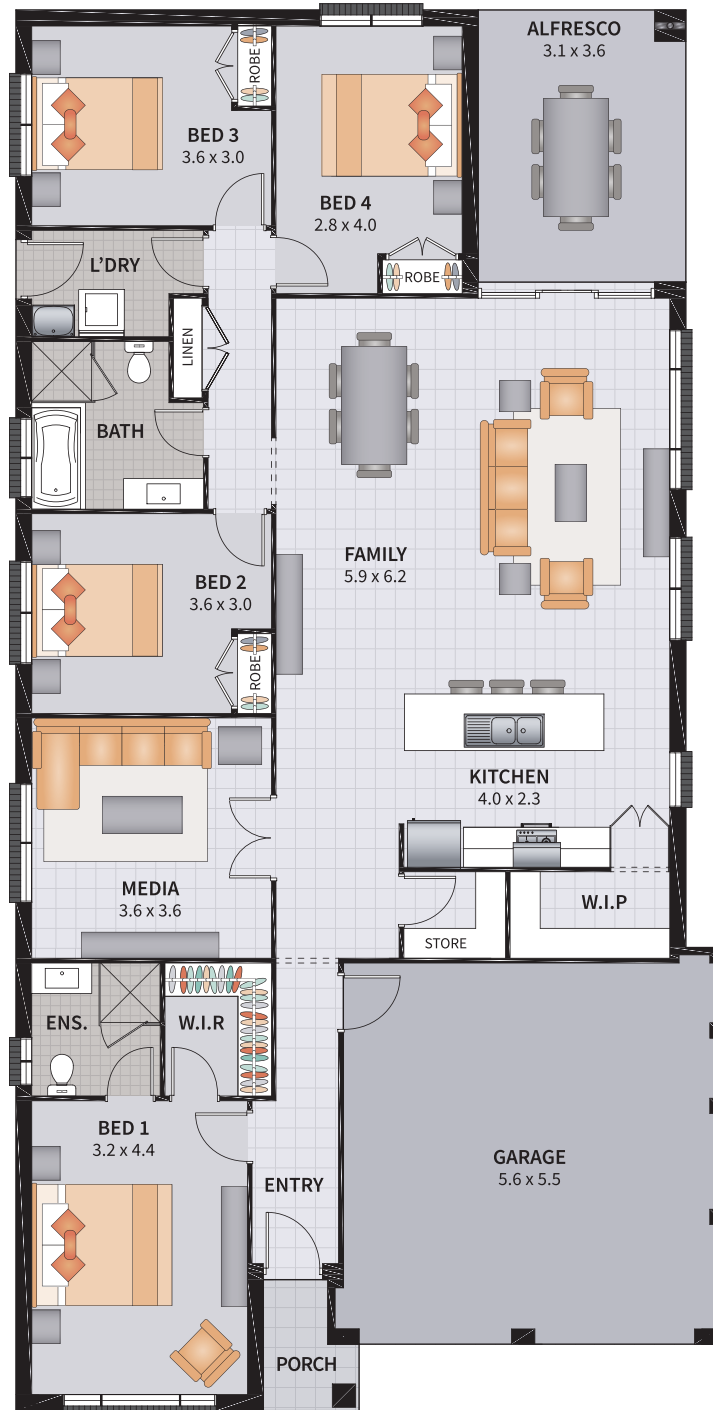 ALFRESCO
3.1 x 3.6
ROBE
BED 3
3.6 x 3.0
BED 4
2.8 x 4.0
L'DRY
ROBE
LINEN
BATH
FAMILY
5.9 x 6.2
BED 2
3.6 x 3.0
ROBE
KITCHEN
4.0 x 2.3
MEDIA
3.6 x 3.6
W.I.P
STORE
ENS.
W.I.R
BED 1
3.2 x 4.4
GARAGE
5.6 x 5.5
ENTRY
PORCH